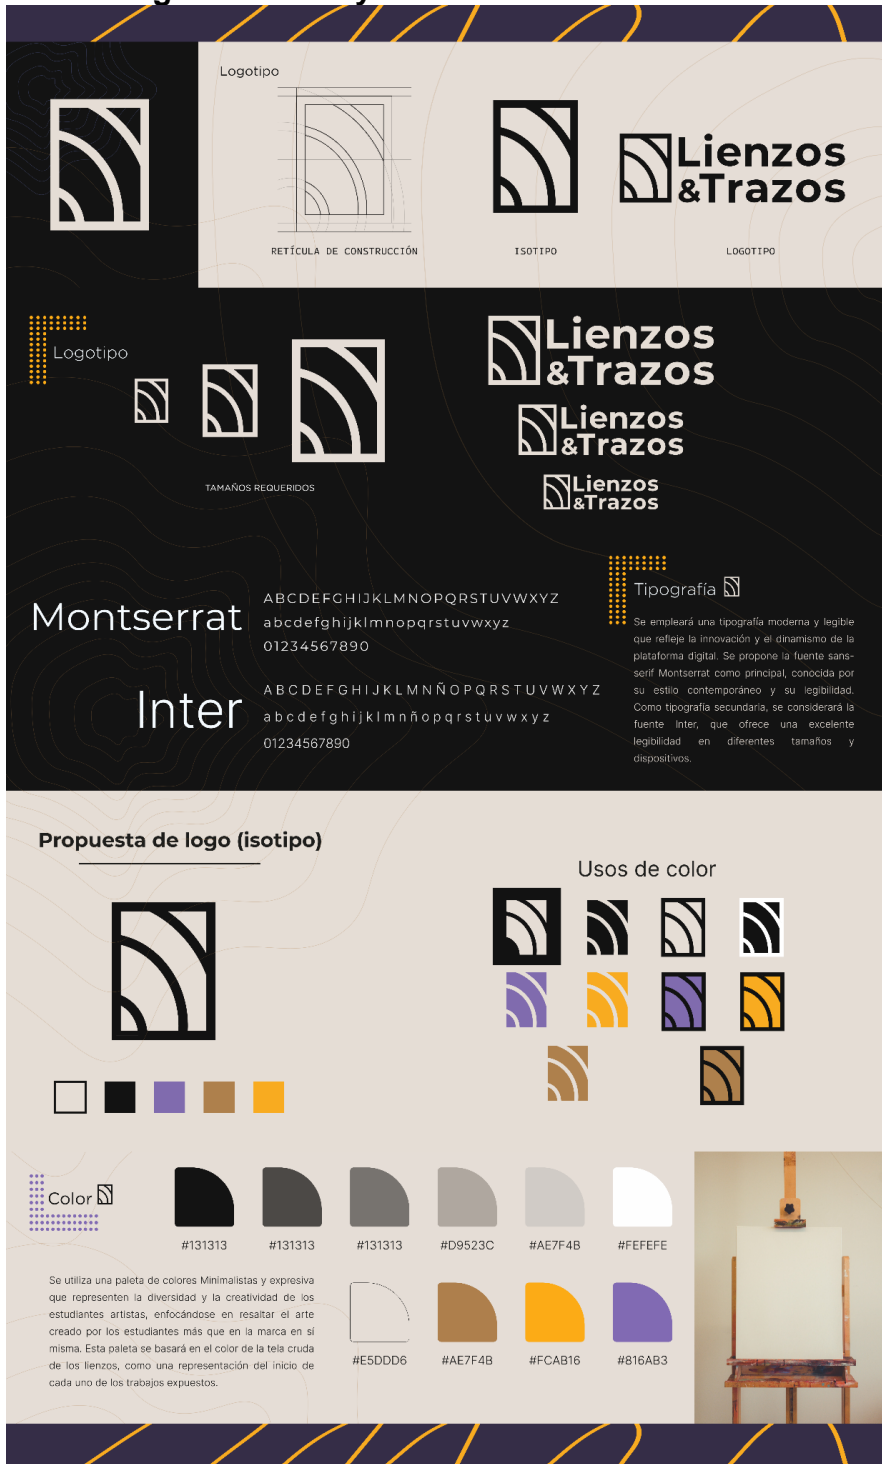 Logotipo
RETÍCULA DE CONSTRUCCIÓN
ISOTIPO
Lienzos
&Trazos
LOGOTIPO
Logotipo
TAMAÑOS REQUERIDOS
Lienzos
&Trazos
Lienzos
&Trazos
Lienzos
&Trazos
Montserrat
ABCDEFGHIJKLMNOPQRSTUVWXYZ
abcdefghijklmnopqrstuvwxyz
01234567890
Inter
ABCDEFGHIJKLMNÑOPQRSTUVWXYZ
abcdefghijklmnñopqrstuvwxyz
01234567890
Tipografía
Se empleará una tipografía moderna y legible
que refleje la innovación y el dinamismo de la
plataforma digital. Se propone la fuente sans-
serif Montserrat como principal, conocida por
su estilo contemporáneo y su legibilidad.
Como tipografía secundaria, se considerará la
fuente Inter, que ofrece una excelente
legibilidad en diferentes tamaños y
dispositivos.
Propuesta de logo (isotipo)
Usos de color
Color
#131313
#131313
#131313
#D9523C
#AE7F4B
#FEFEFE
Se utiliza una paleta de colores Minimalistas y expresiva
que representen la diversidad y la creatividad de los
estudiantes artistas, enfocándose en resaltar el arte
creado por los estudiantes más que en la marca en sí
misma. Esta paleta se basará en el color de la tela cruda
de los lienzos, como una representación del inicio de
cada uno de los trabajos expuestos.
#E5DDD6
#AE7F4B
#FCAB16
#816AB3